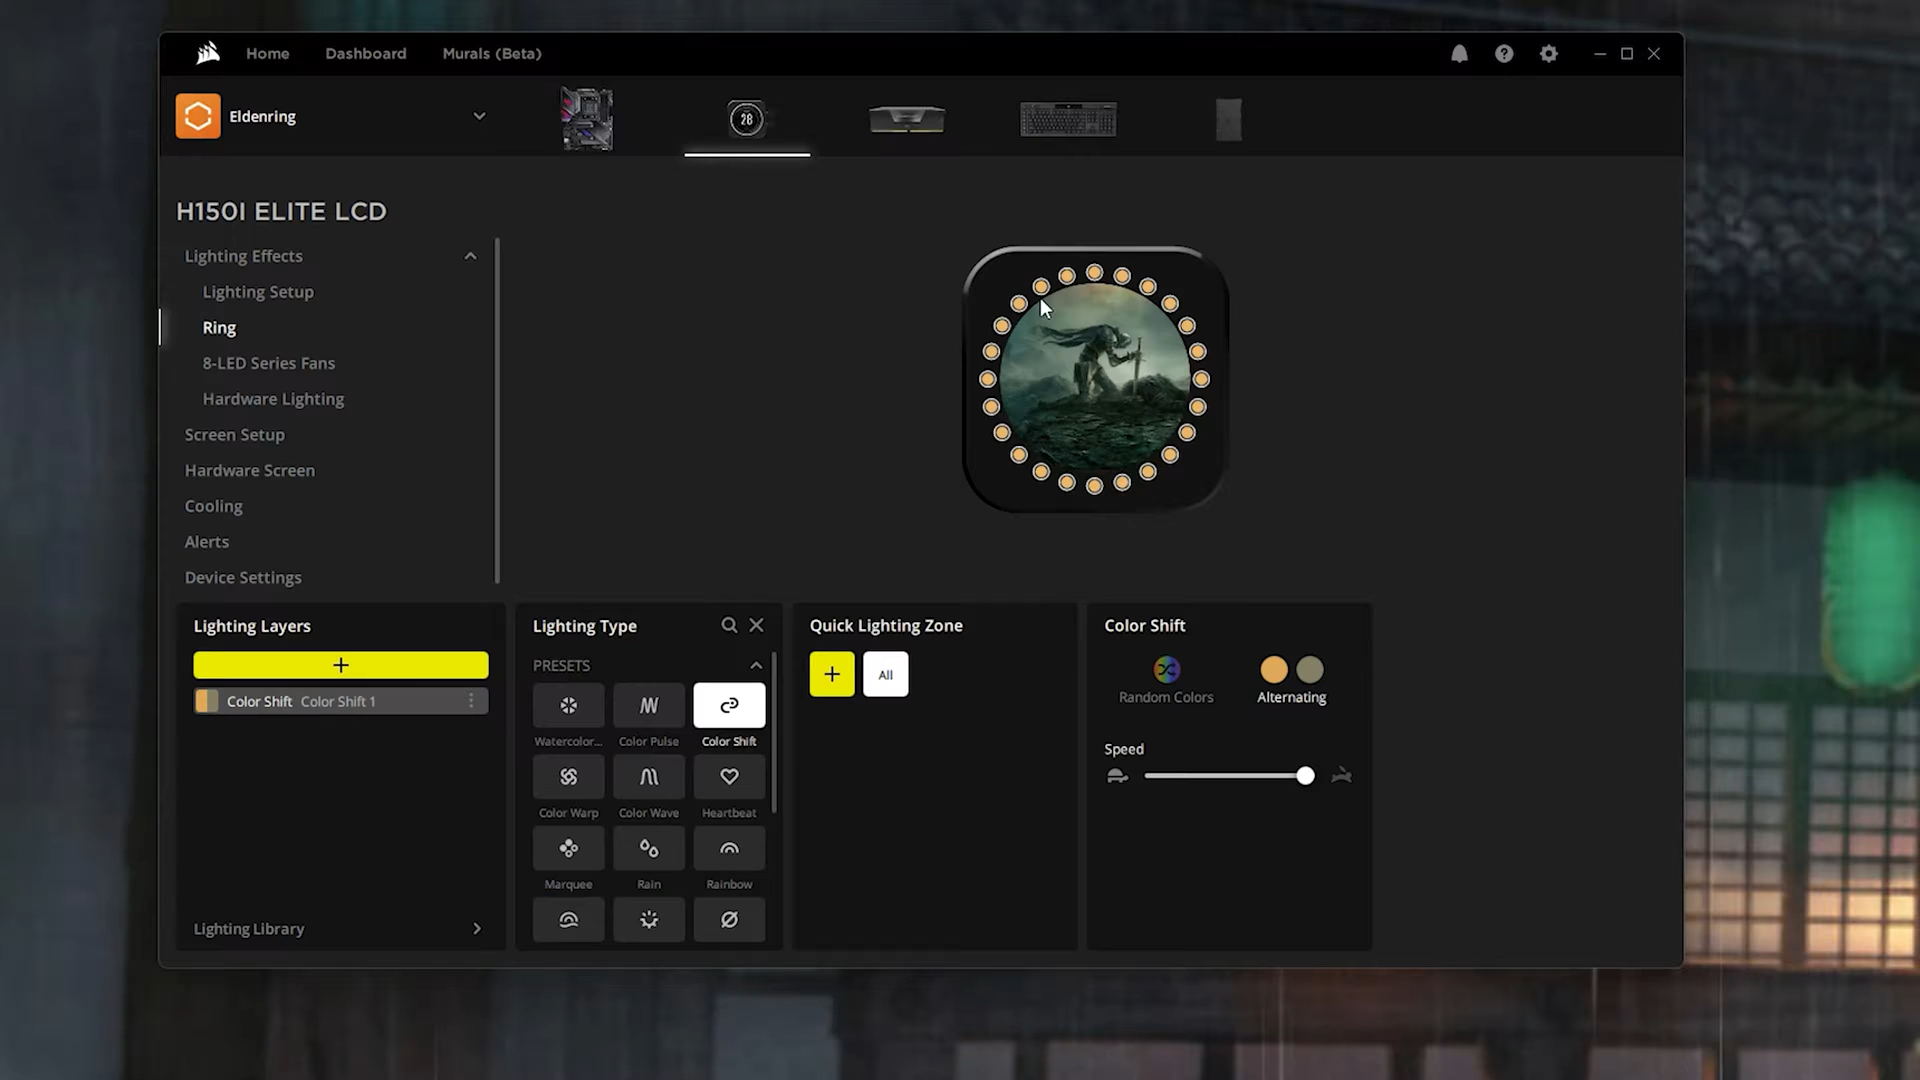 Home Dashboard Murals (Beta)
Eldenring
28
H150I ELITE LCD
Lighting Effects
Lighting Setup
Ring
8-LED Series Fans
Hardware Lighting
Screen Setup
Hardware Screen
Cooling
Alerts
Device Settings
Lighting Layers
Color Shift Color Shift 1
Lighting Library
Lighting Type
PRESETS
Watercolor... Color Pulse Color Shift
Color Warp Color Wave Heartbeat
Marquee Rain Rainbow
Quick Lighting Zone
All
Color Shift
Random Colors Alternating
Speed